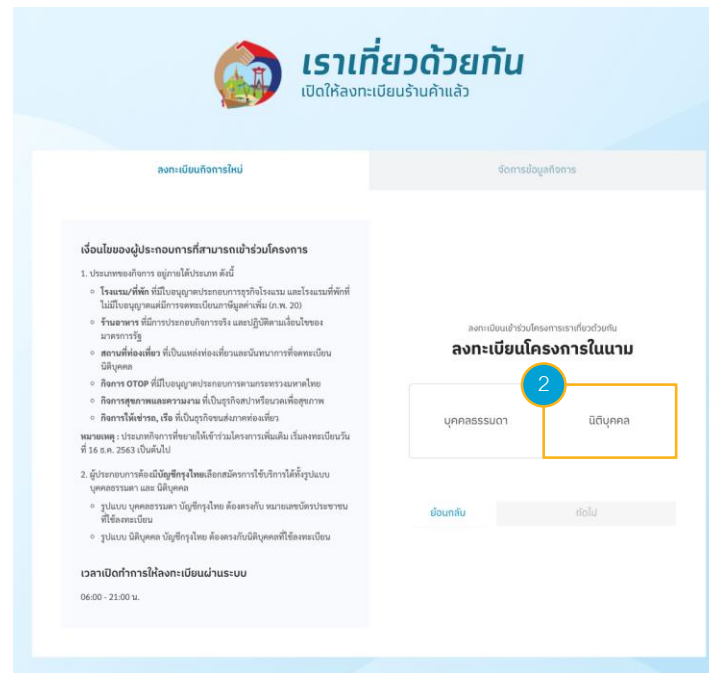 เราเที่ยวด้วยกัน
เปิดให้ลงทะเบียนร้านค้าแล้ว
ลงทะเบียนกิจการใหม่
จัดการข้อมูลกิจการ
เงื่อนไขของผู้ประกอบการที่สามารถเข้าร่วมโครงการ
1. ประเภทของกิจการ อยู่ภายใต้ประเภท ดังนี้
โรงแรม/ที่พัก ที่มีใบอนุญาตประกอบการธุรกิจโรงแรม และโรงแรมที่พักที่
ไม่มีใบอนุญาตแต่มีการจดทะเบียนภาษีมูลค่าเพิ่ม (ภ.พ. 20)
ร้านอาหาร ที่มีการประกอบกิจการจริง และปฏิบัติตามเงื่อนไขของ
มาตรการรัฐ
สถานที่ท่องเที่ยว ที่เป็นแหล่งท่องเที่ยวและนันทนาการที่จดทะเบียน
นิติบุคคล
กิจการ OTOP ที่มีใบอนุญาตประกอบการตามกระทรวงมหาดไทย
กิจการสุขภาพและความงาม ที่เป็นธุรกิจสปาหรือนวดเพื่อสุขภาพ
กิจการให้เช่ารถ, เรือ ที่เป็นธุรกิจขนส่งภาคท่องเที่ยว
หมายเหตุ : ประเภทกิจการที่ขยายให้เข้าร่วมโครงการเพิ่มเติม เริ่มลงทะเบียนวัน
ที่ 16 ธ.ค. 2563 เป็นต้นไป
2. ผู้ประกอบการต้องมีบัญชีกรุงไทยเลือกสมัครการใช้บริการได้ทั้งรูปแบบ
บุคคลธรรมดา และ นิติบุคคล
รูปแบบ บุคคลธรรมดา บัญชีกรุงไทย ต้องตรงกับ หมายเลขบัตรประชาชน
ที่ใช้ลงทะเบียน
รูปแบบ นิติบุคคล บัญชีกรุงไทย ต้องตรงกับนิติบุคคลที่ใช้ลงทะเบียน
เวลาเปิดทำการให้ลงทะเบียนผ่านระบบ
06:00 - 21:00 น.
ลงทะเบียนเข้าร่วมโครงการเราเที่ยวด้วยกัน
ลงทะเบียนโครงการในนาม
2
บุคคลธรรมดา
นิติบุคคล
ย้อนกลับ
ถัดไป